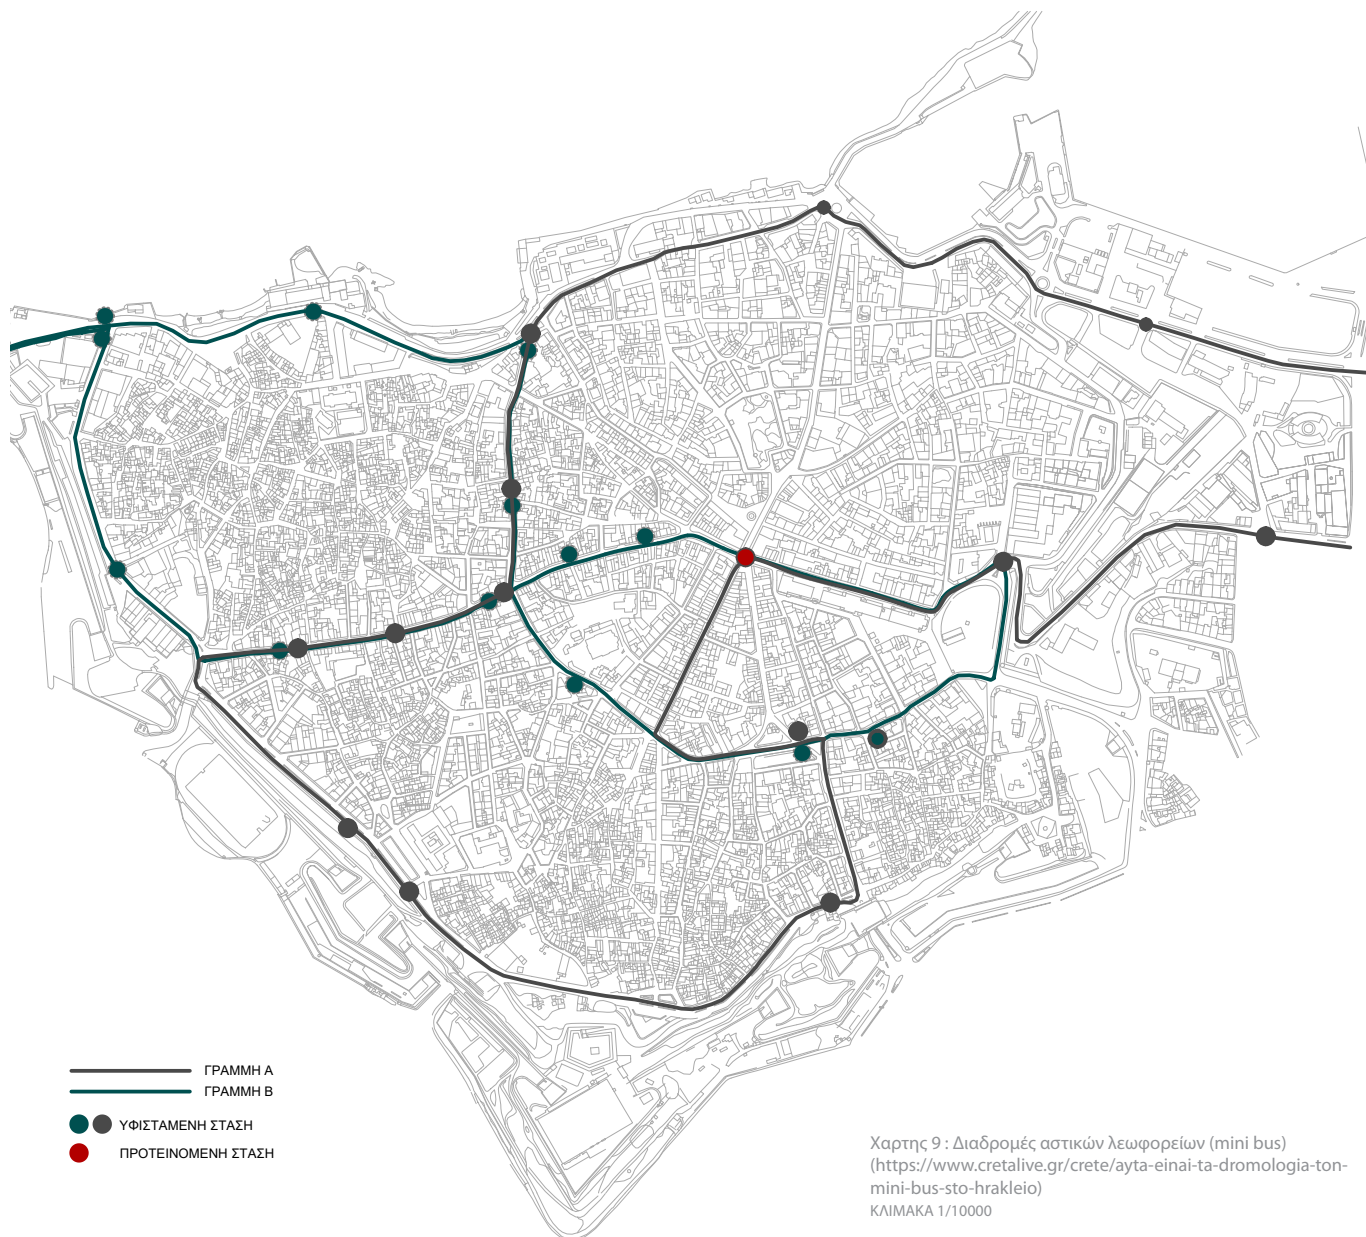 ΓΡΑΜΜΗ Α
ΓΡΑΜΜΗ Β
ΥΦΙΣΤΑΜΕΝΗ ΣΤΑΣΗ
ΠΡΟΤΕΙΝΟΜΕΝΗ ΣΤΑΣΗ
Χαρτης 9 : Διαδρομές αστικών λεωφορείων (mini bus)
(https://www.cretalive.gr/crete/ayta-einai-ta-dromologia-ton-
mini-bus-sto-hrakleio)
ΚΛΙΜΑΚΑ 1/10000